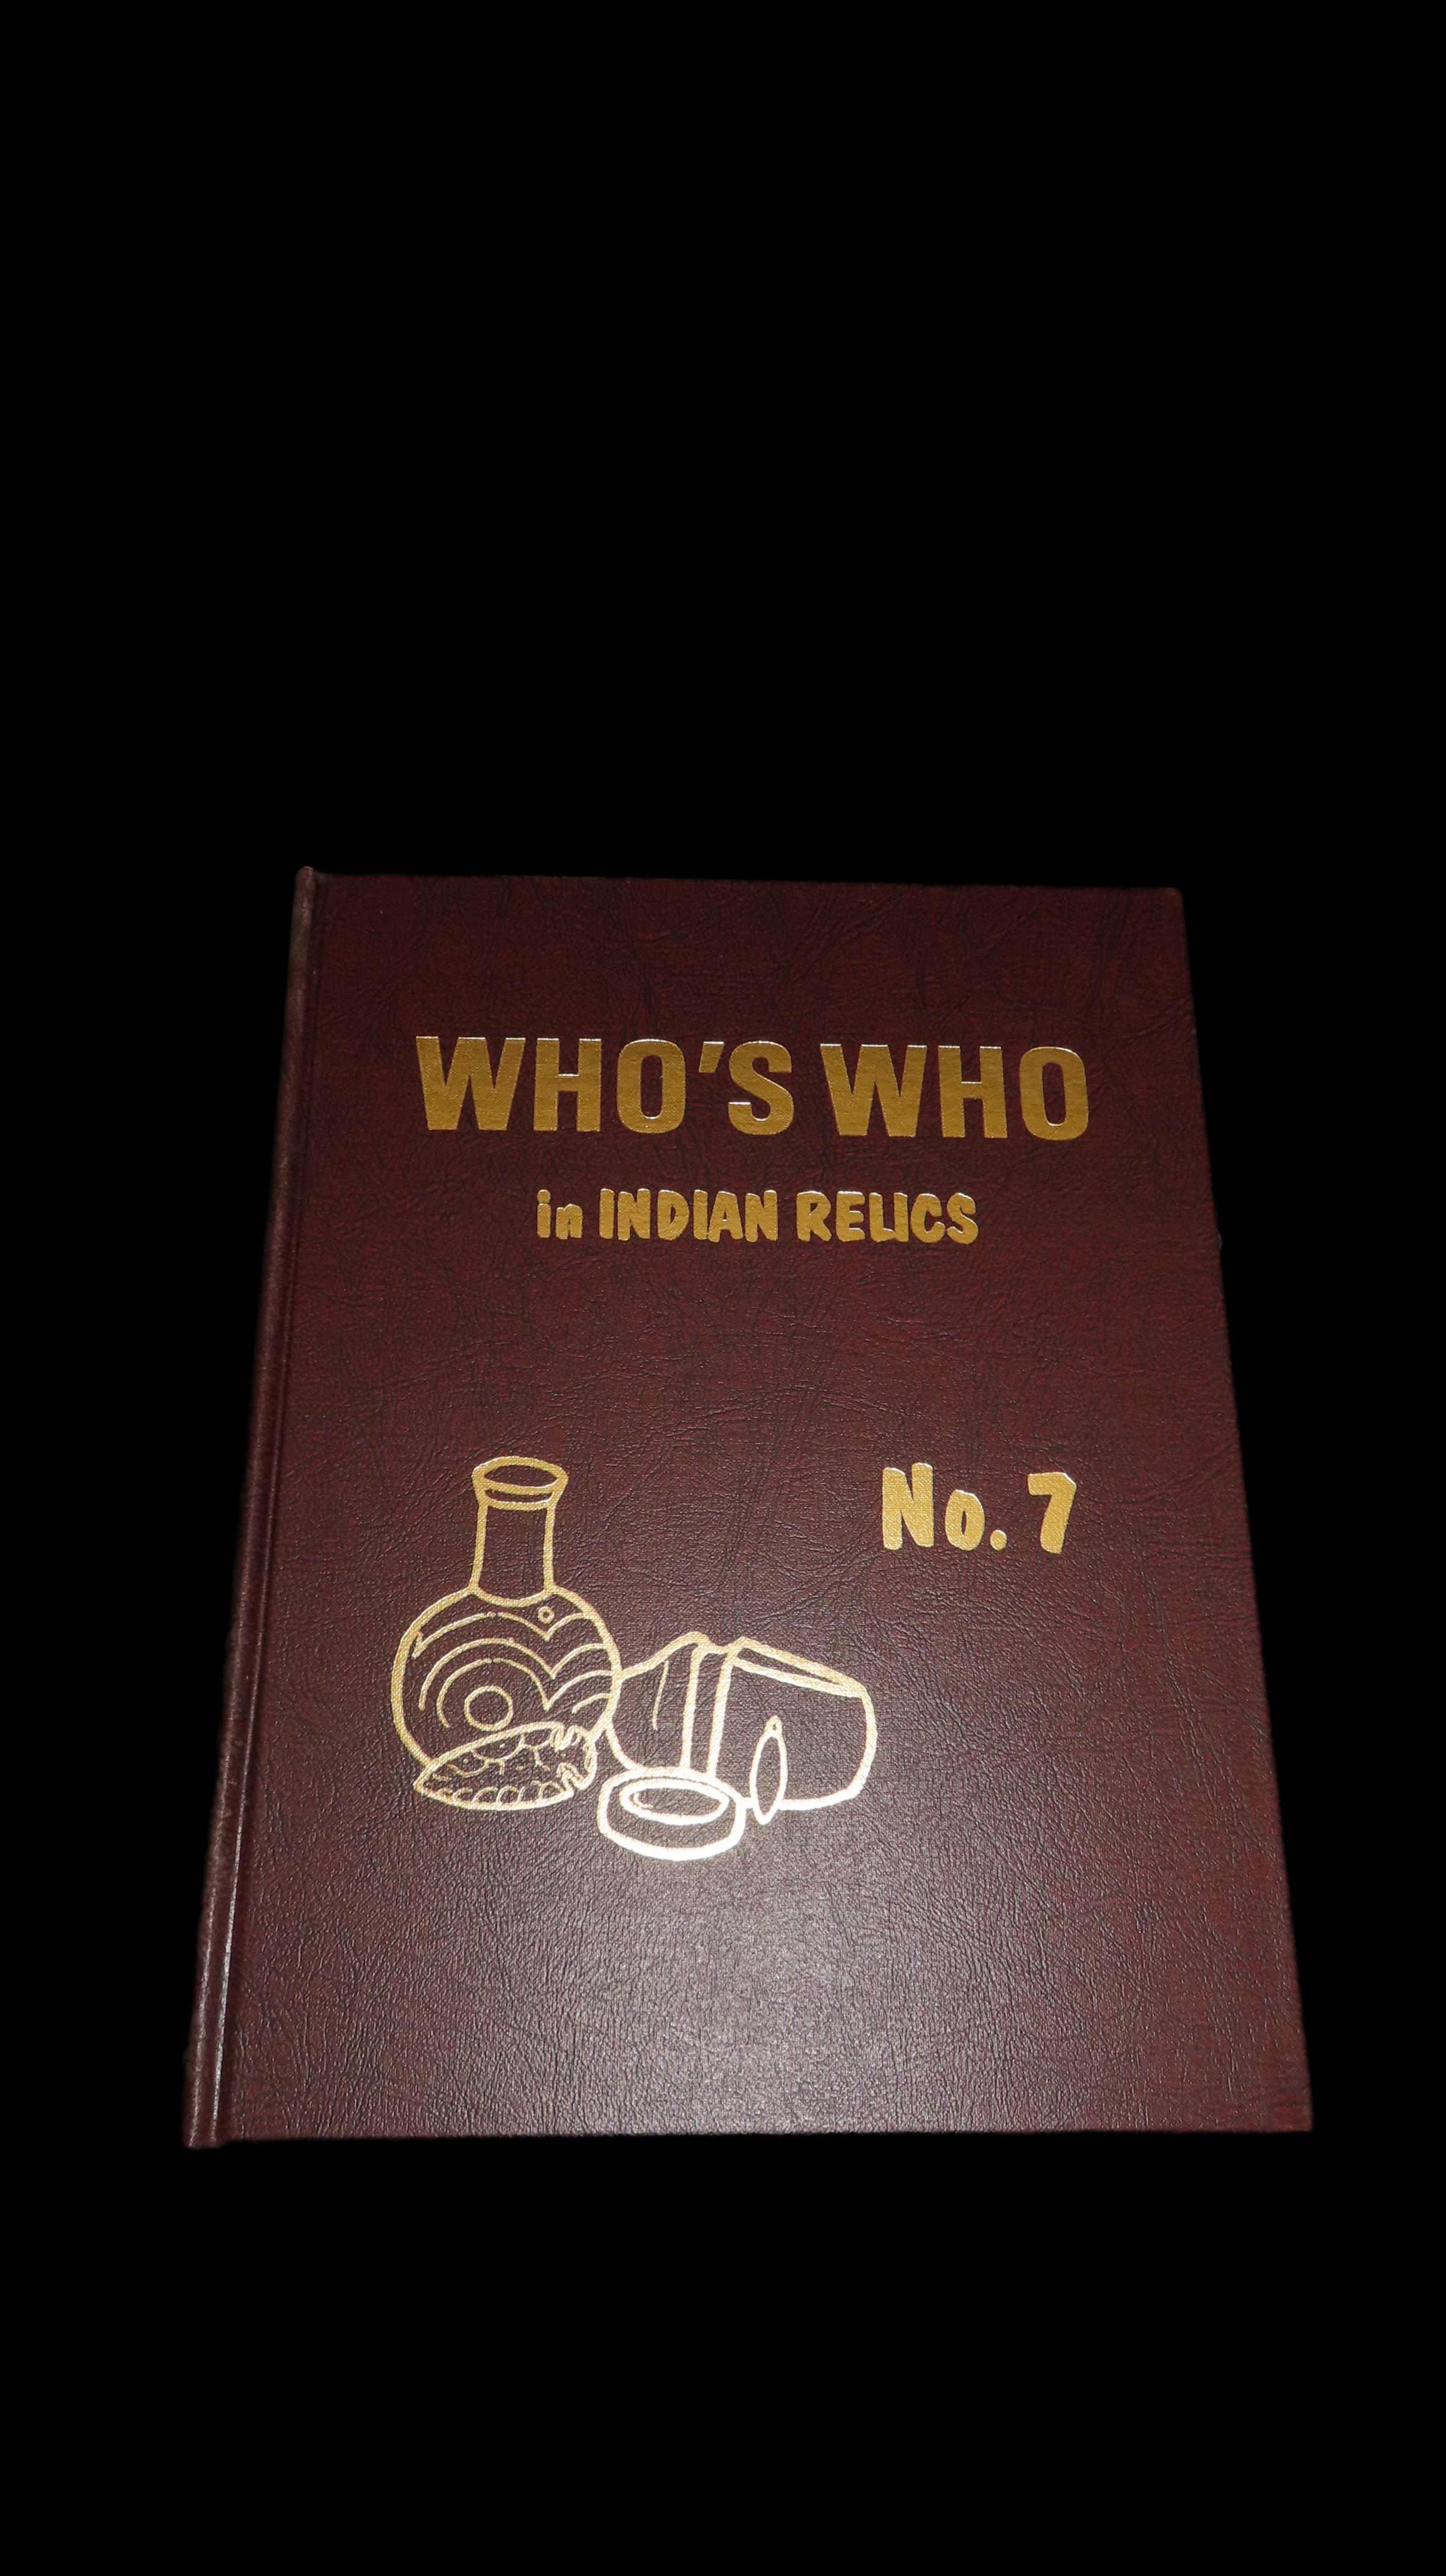 WHO'S WHO
in INDIAN RELICS
No. 7